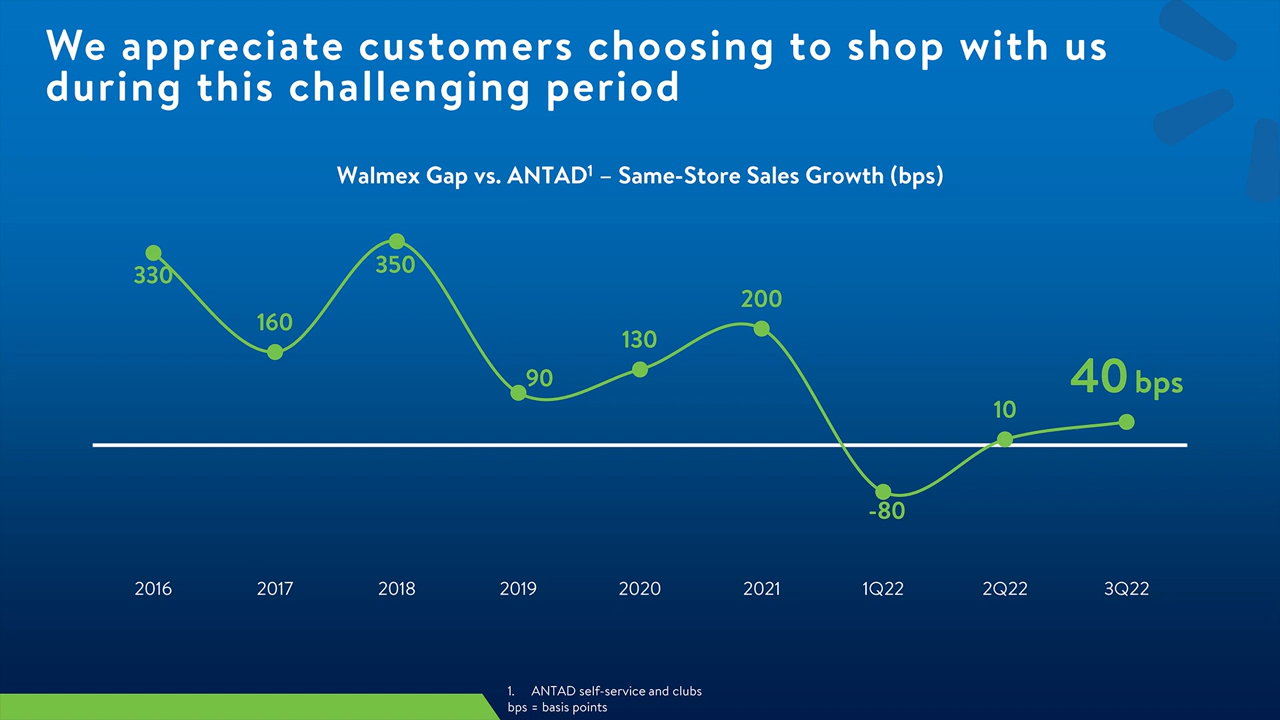 We appreciate customers choosing to shop with us
during this challenging period
Walmex Gap vs. ANTAD¹ – Same-Store Sales Growth (bps)
330
160
350
90
130
200
-80
10
40 bps
2016 2017 2018 2019 2020 2021 1Q22 2Q22 3Q22
1. ANTAD self-service and clubs
bps = basis points